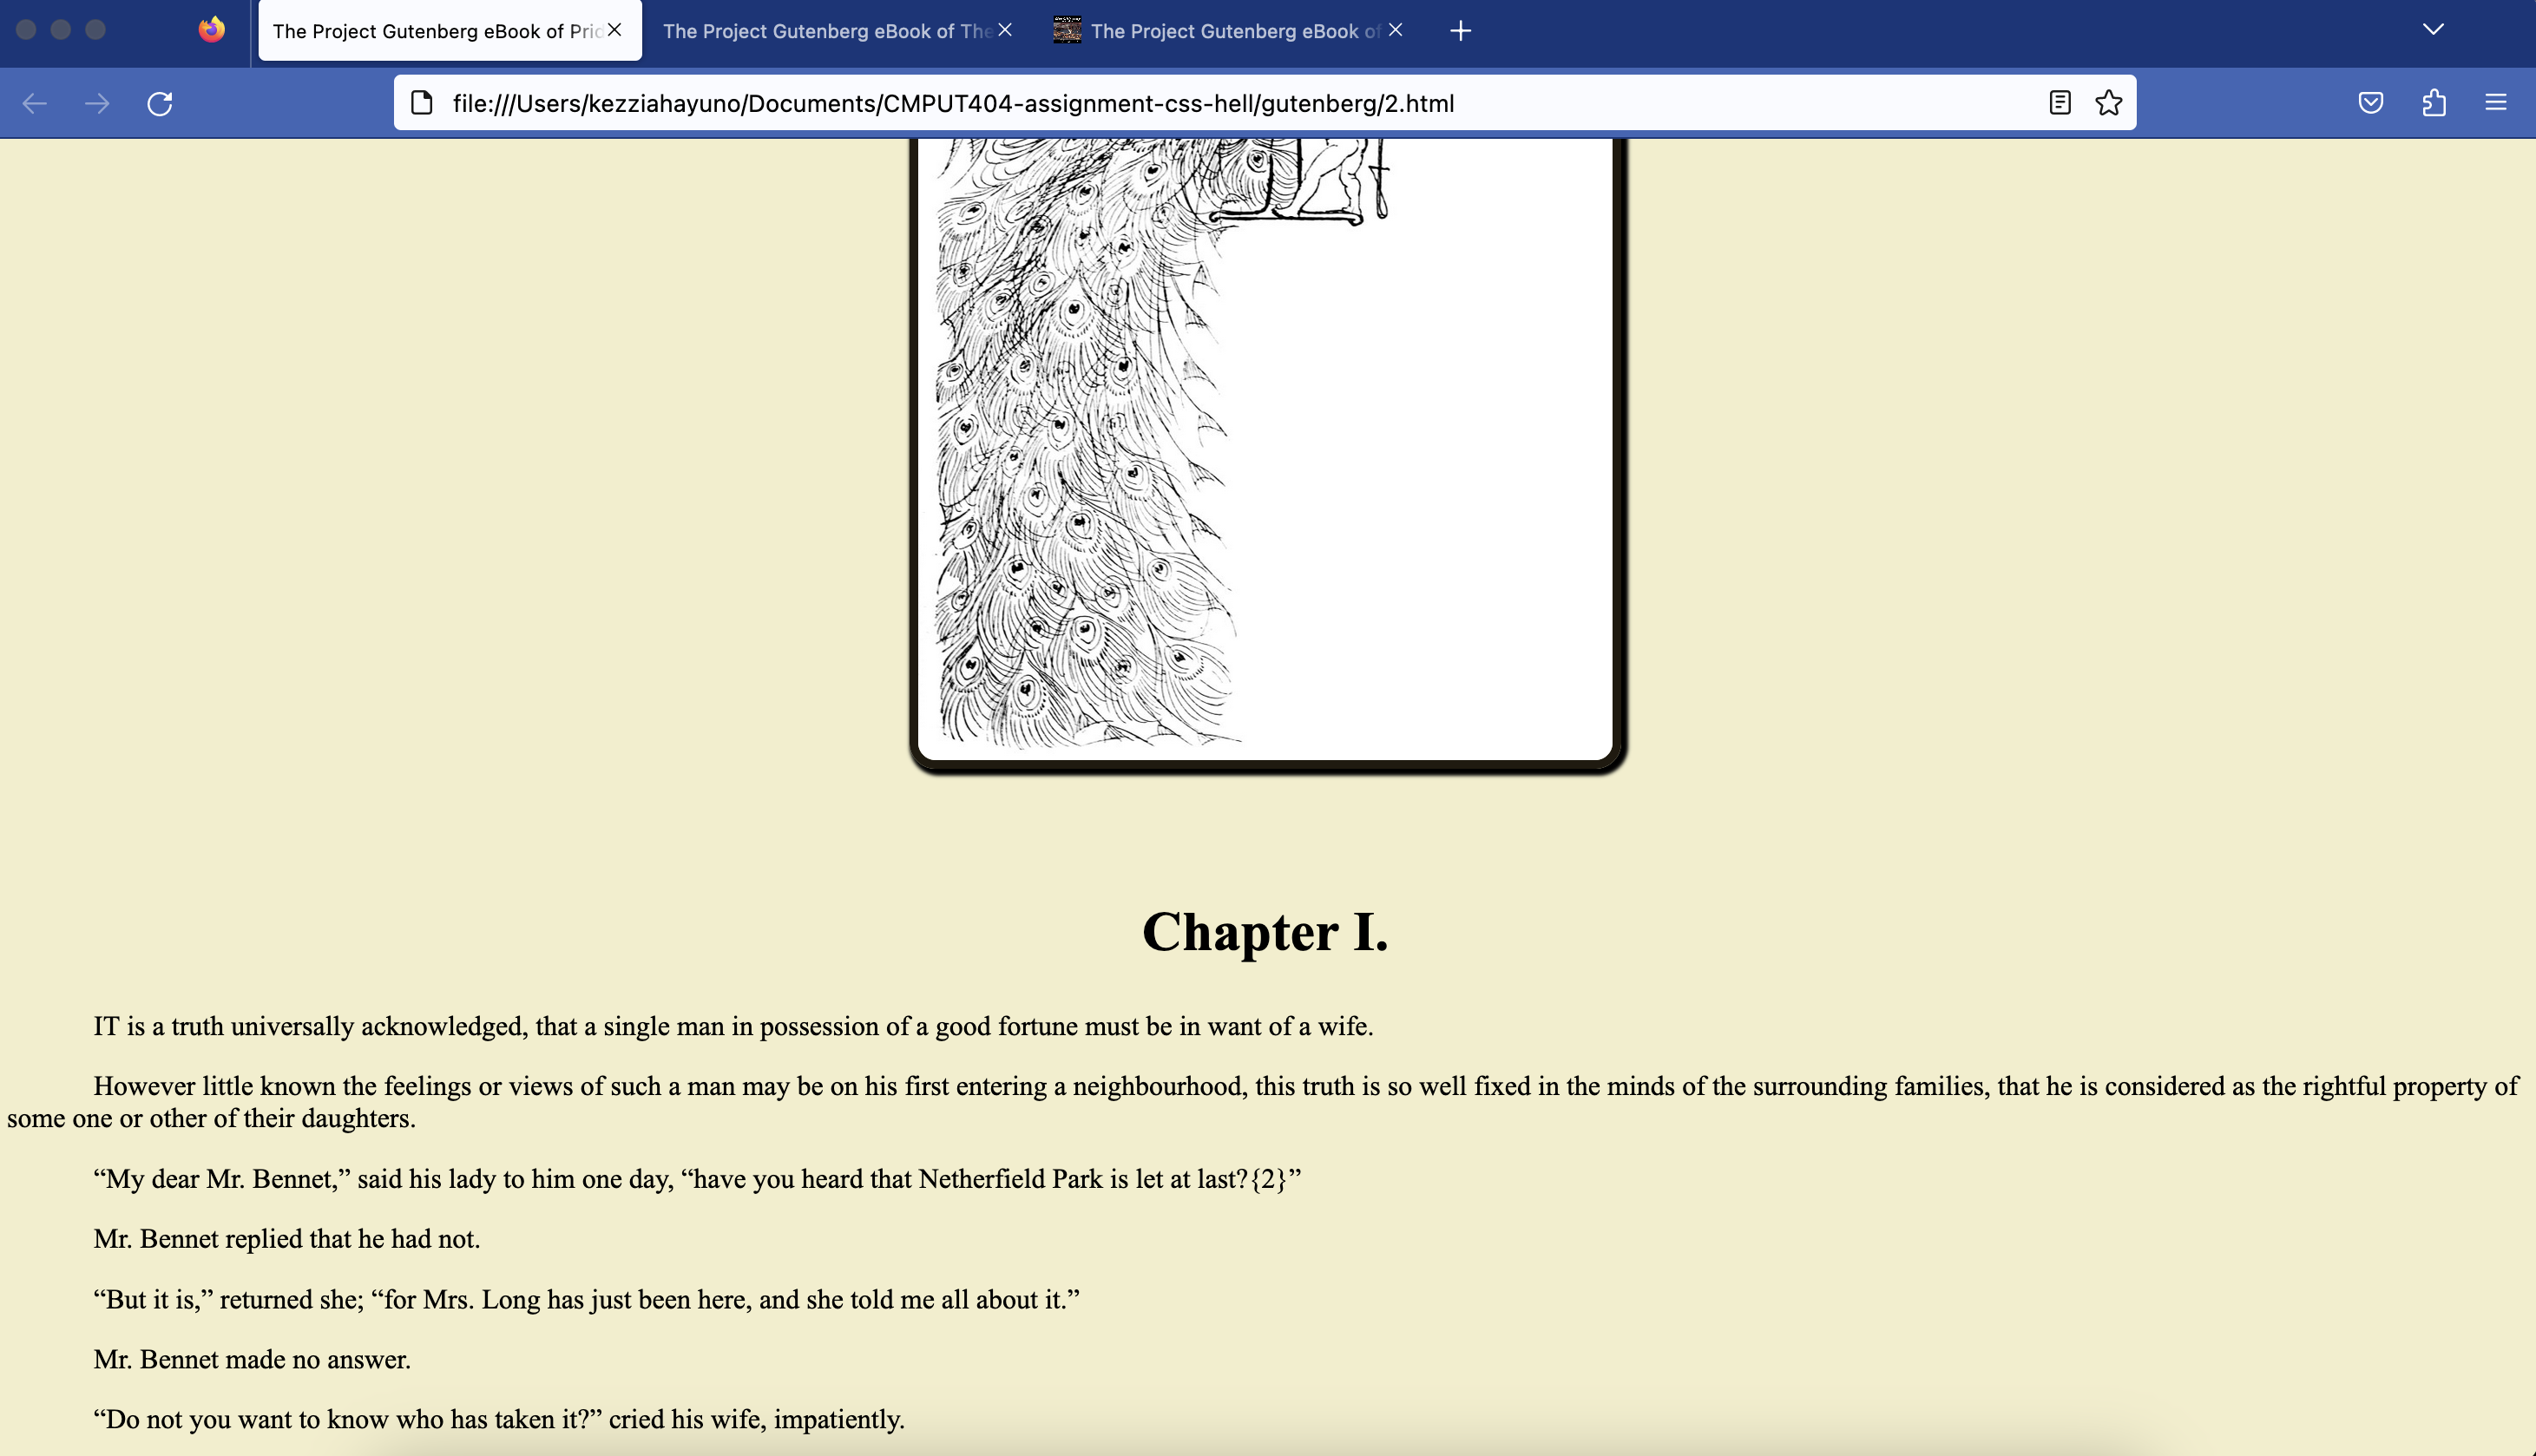 The Project Gutenberg eBook of Pric
The Project Gutenberg eBook of The
The Project Gutenberg eBook of
file:///Users/kezziahayuno/Documents/CMPUT404-assignment-css-hell/gutenberg/2.html
Chapter I.
IT is a truth universally acknowledged, that a single man in possession of a good fortune must be in want of a wife.
However little known the feelings or views of such a man may be on his first entering a neighbourhood, this truth is so well fixed in the minds of the surrounding families, that he is considered as the rightful property of
some one or other of their daughters.
“My dear Mr. Bennet,” said his lady to him one day, “have you heard that Netherfield Park is let at last?{2}”
Mr. Bennet replied that he had not.
“But it is,” returned she; “for Mrs. Long has just been here, and she told me all about it.”
Mr. Bennet made no answer.
“Do not you want to know who has taken it?” cried his wife, impatiently.